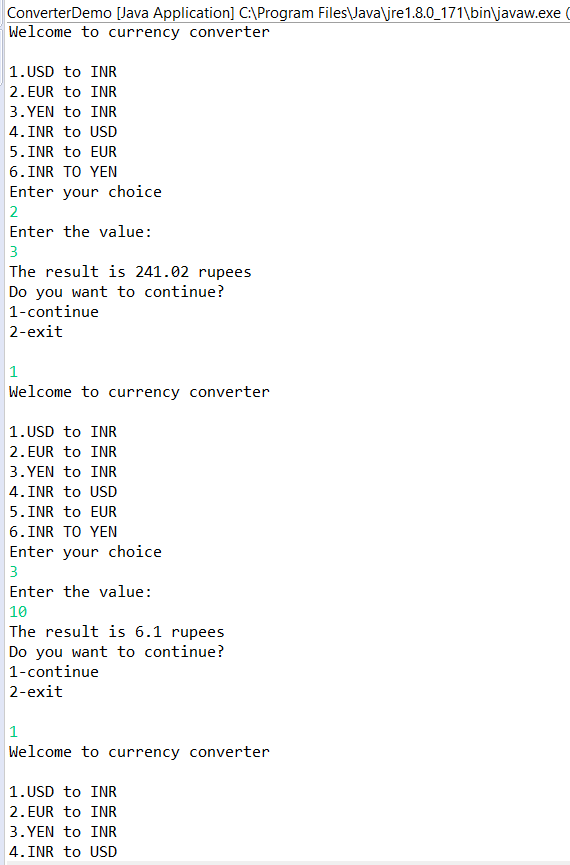 ConverterDemo [Java Application] C:\Program Files\Java\jre1.8.0_171\bin\javaw.exe (
Welcome to currency converter
1.USD to INR
2.EUR to INR
3.YEN to INR
4.INR to USD
5.INR to EUR
6.INR TO YEN
Enter your choice
2
Enter the value:
3
The result is 241.02 rupees
Do you want to continue?
1-continue
2-exit
1
Welcome to currency converter
1.USD to INR
2.EUR to INR
3.YEN to INR
4.INR to USD
5.INR to EUR
6.INR TO YEN
Enter your choice
3
Enter the value:
10
The result is 6.1 rupees
Do you want to continue?
1-continue
2-exit
1
Welcome to currency converter
1.USD to INR
2.EUR to INR
3.YEN to INR
4.INR to USD